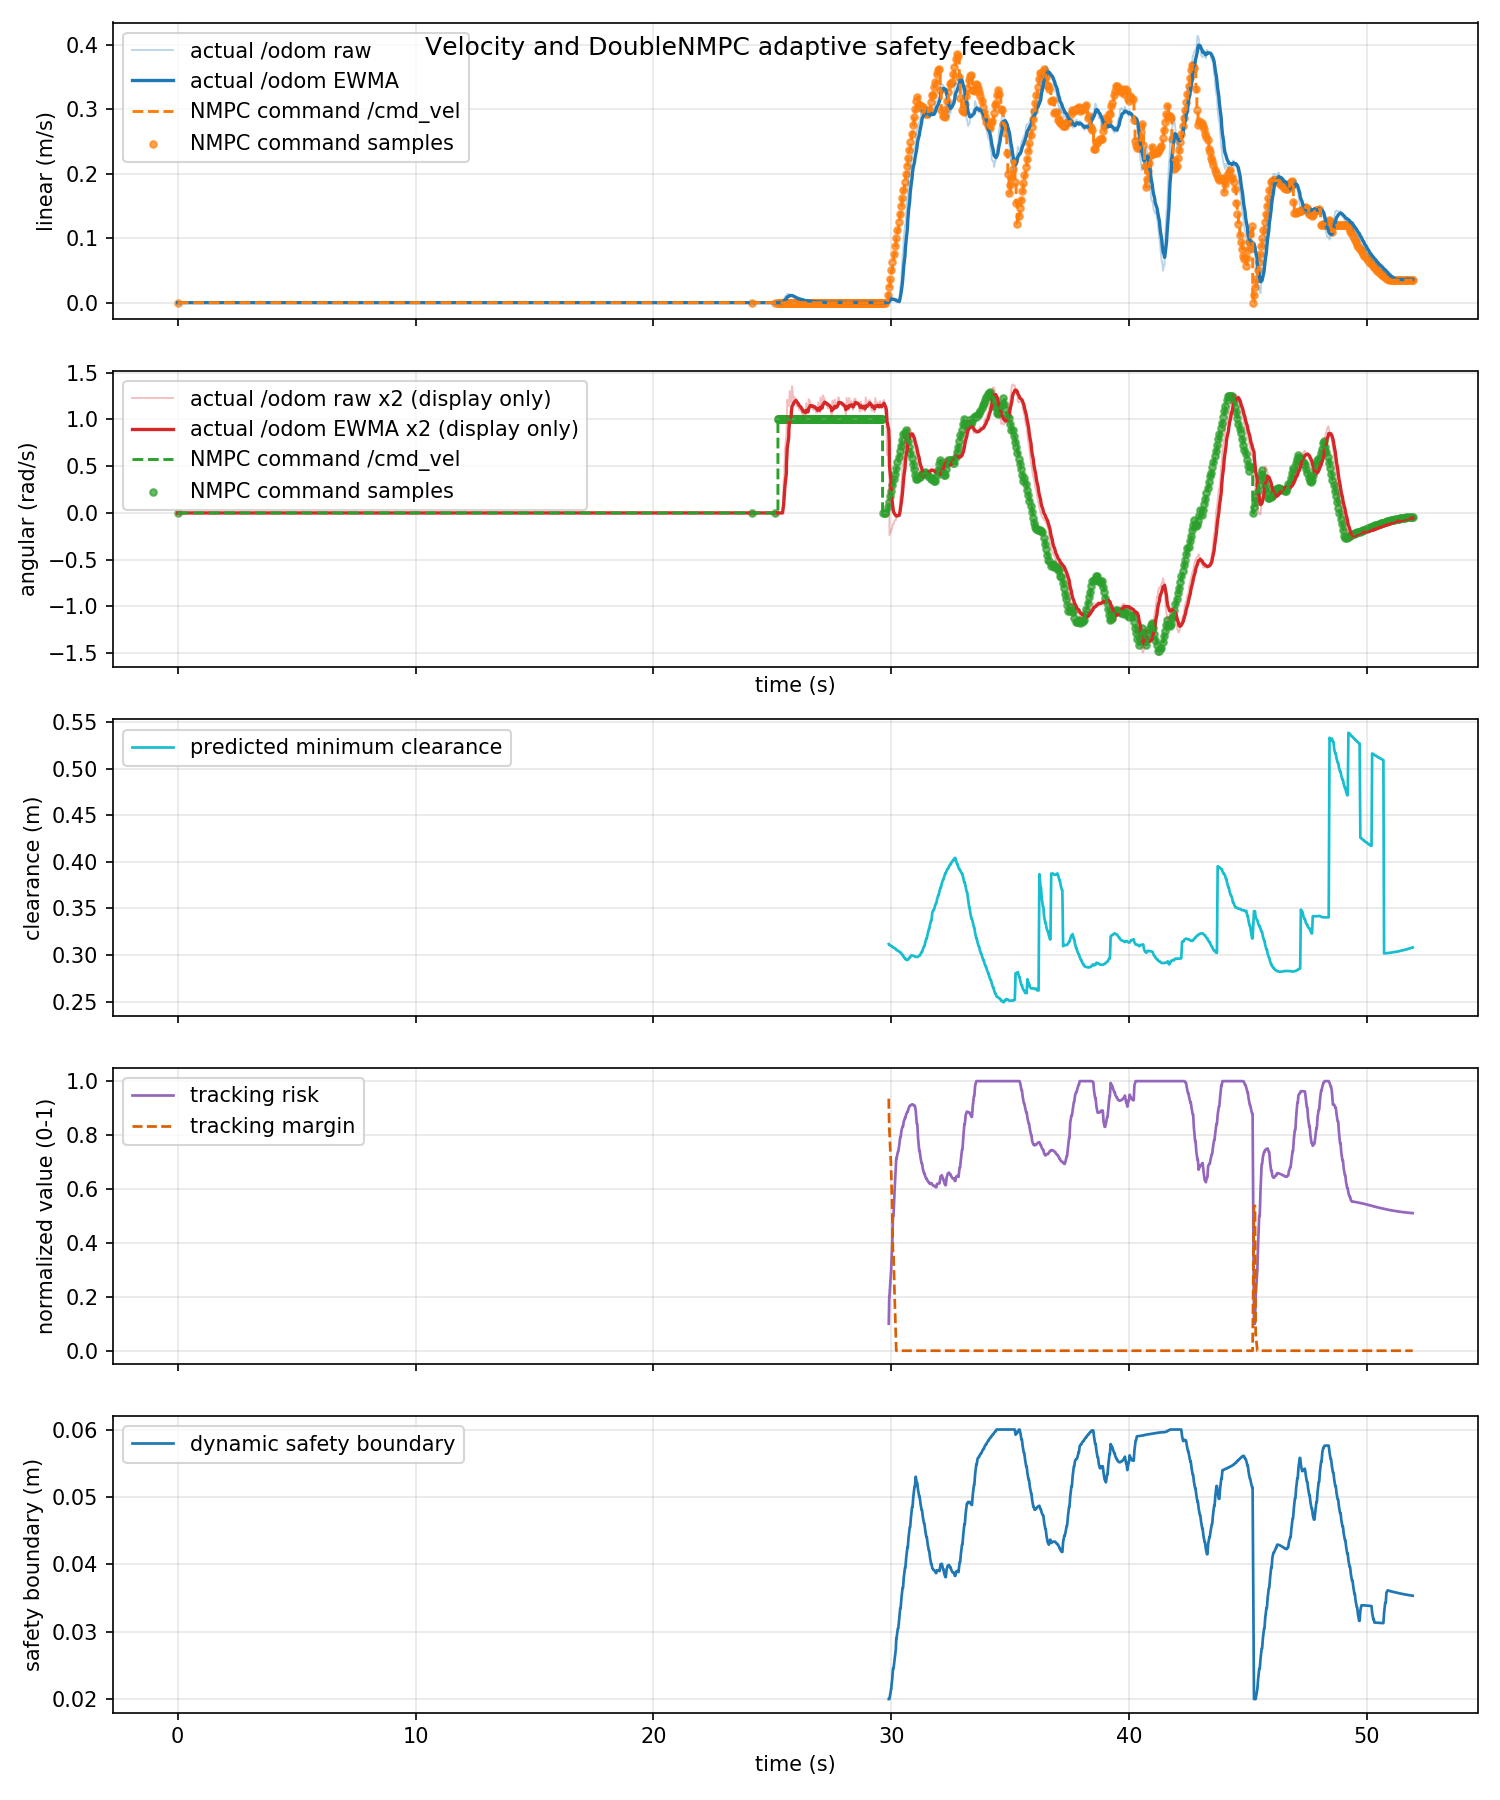 Velocity and DoubleNMPC adaptive safety feedback
linear (m/s)
0.4
0.3
0.2
0.1
0.0
actual /odom raw
actual /odom EWMA
NMPC command /cmd_vel
NMPC command samples
angular (rad/s)
1.5
1.0
0.5
0.0
−0.5
−1.0
−1.5
actual /odom raw x2 (display only)
actual /odom EWMA x2 (display only)
NMPC command /cmd_vel
NMPC command samples
time (s)
clearance (m)
0.55
0.50
0.45
0.40
0.35
0.30
0.25
predicted minimum clearance
normalized value (0-1)
1.0
0.8
0.6
0.4
0.2
0.0
tracking risk
tracking margin
safety boundary (m)
0.06
0.05
0.04
0.03
0.02
dynamic safety boundary
0 10 20 30 40 50
time (s)